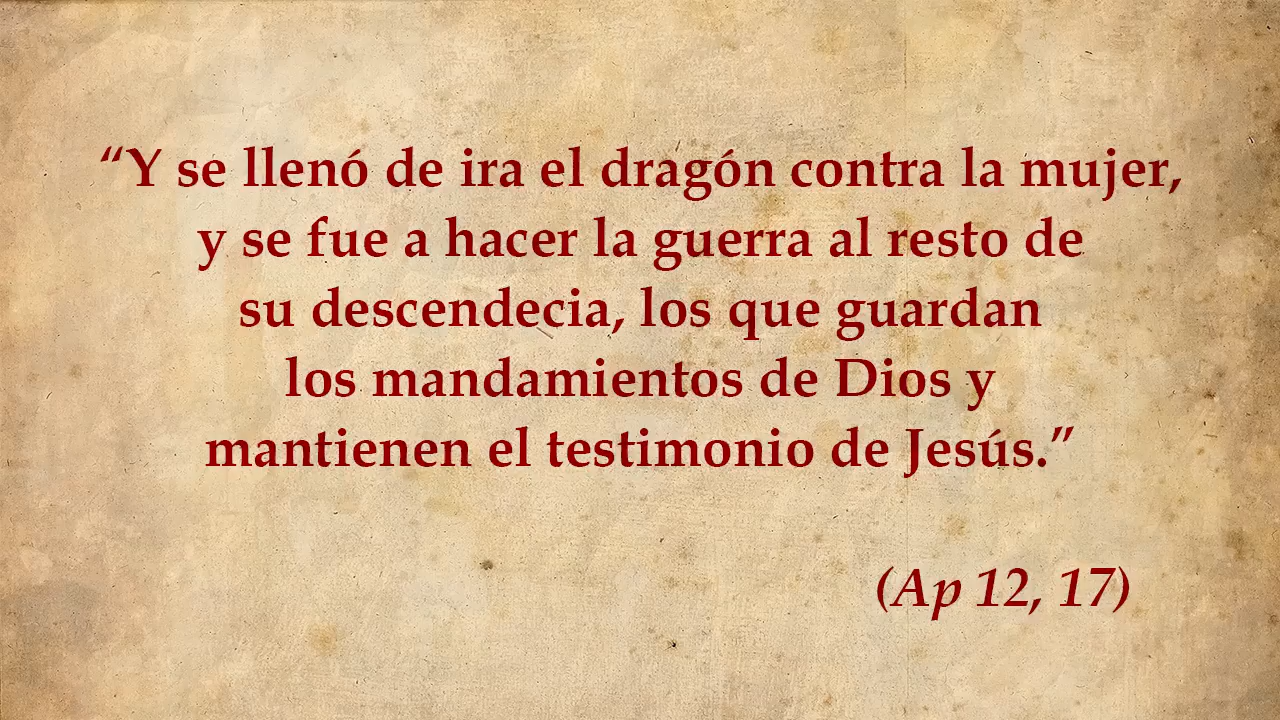 “Y se llenó de ira el dragón contra la mujer,
y se fue a hacer la guerra al resto de
su descendecia, los que guardan
los mandamientos de Dios y
mantienen el testimonio de Jesús.”
(Ap 12, 17)